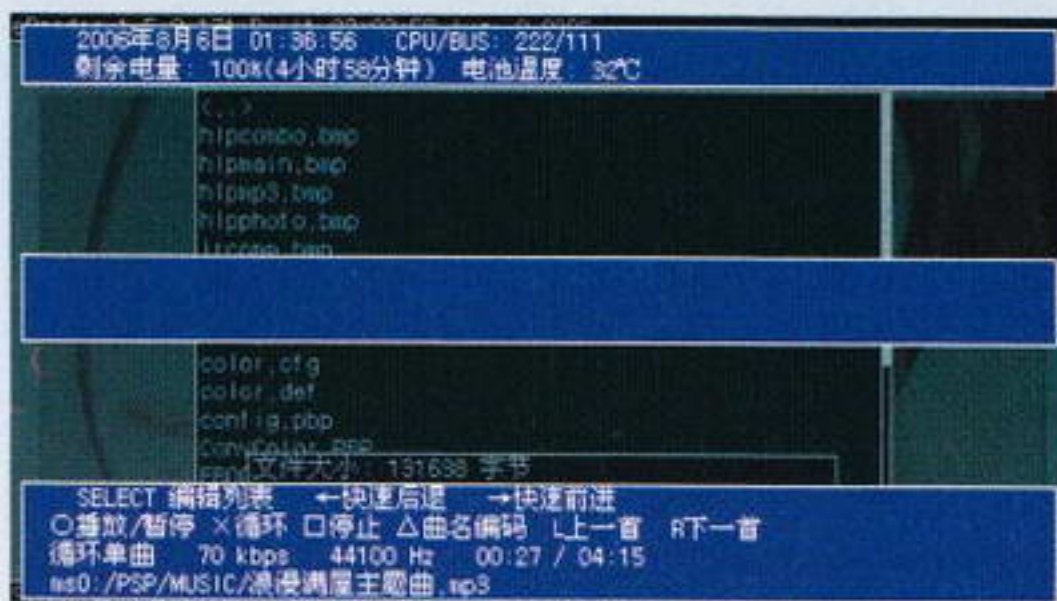 2006年8月6日 01:36:56 CPU/BUS: 222/111
剩余电量: 100%(4小时58分钟) 电池温度: 32℃
<..>
hlpcombo.bmp
hlpmain.bmp
hlpmp3.bmp
hlpphoto.bmp
color.cfg
color.def
config.pbp
文件大小: 131638 字节
SELECT 编辑列表 ←快速后退 →快速前进
○播放/暂停 ×循环 □停止 △曲名编码 L上一首 R下一首
循环单曲 70 kbps 44100 Hz 00:27 / 04:15
ms0:/PSP/MUSIC/浪漫满屋主题曲.mp3